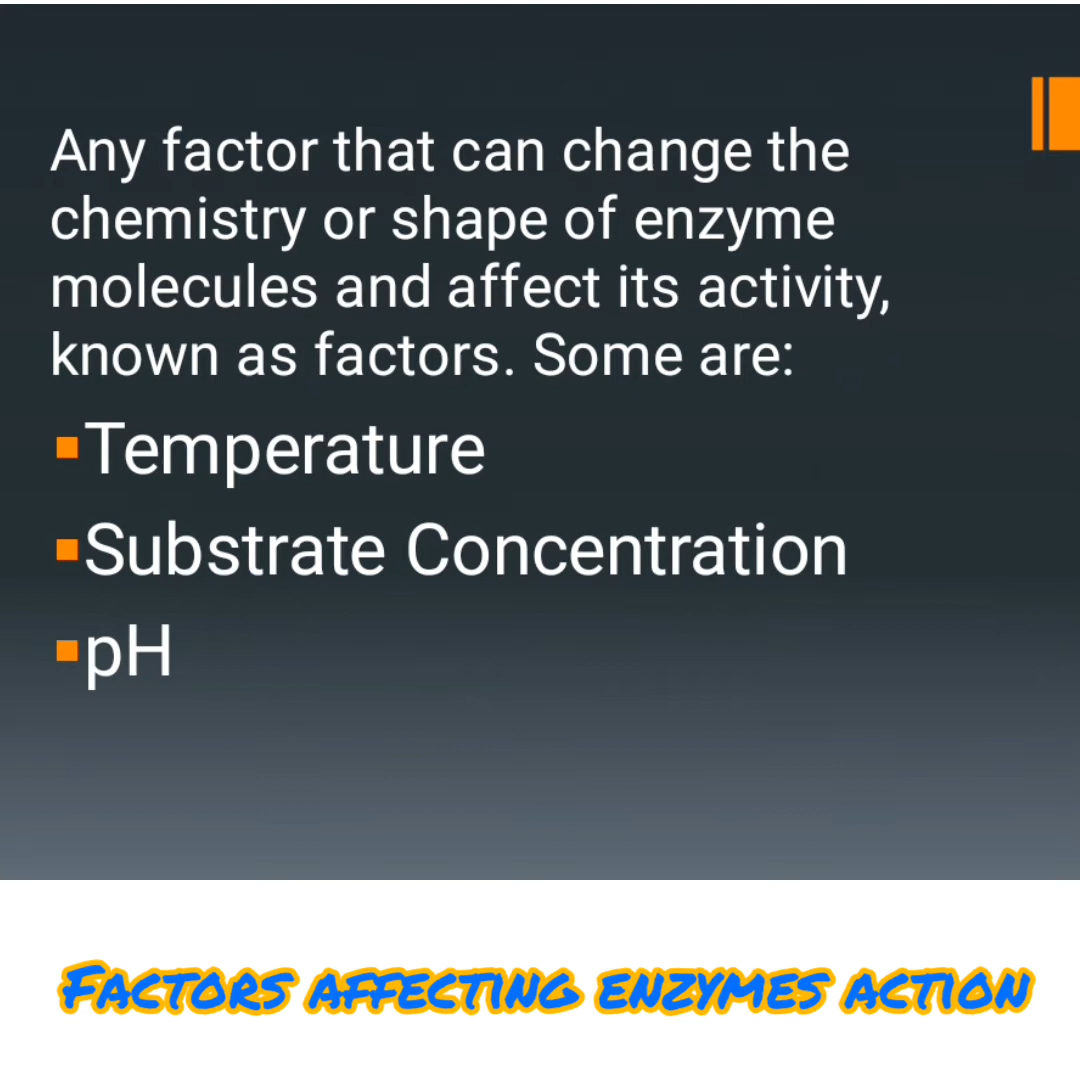 Any factor that can change the
chemistry or shape of enzyme
molecules and affect its activity,
known as factors. Some are:
▪Temperature
▪Substrate Concentration
▪pH
FACTORS AFFECTING ENZYMES ACTION